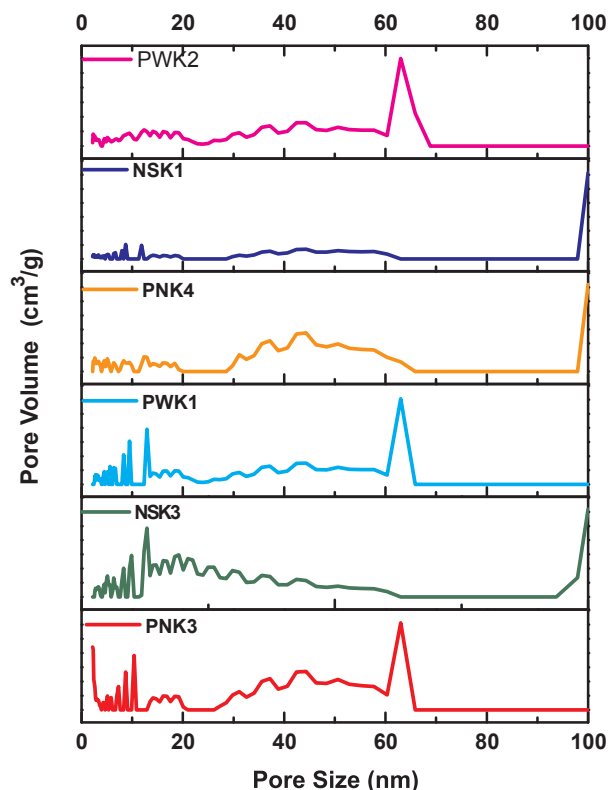 0 20 40 60 80 100
PWK2
NSK1
PNK4
PWK1
NSK3
PNK3
Pore Volume (cm³/g)
0 20 40 60 80 100
Pore Size (nm)